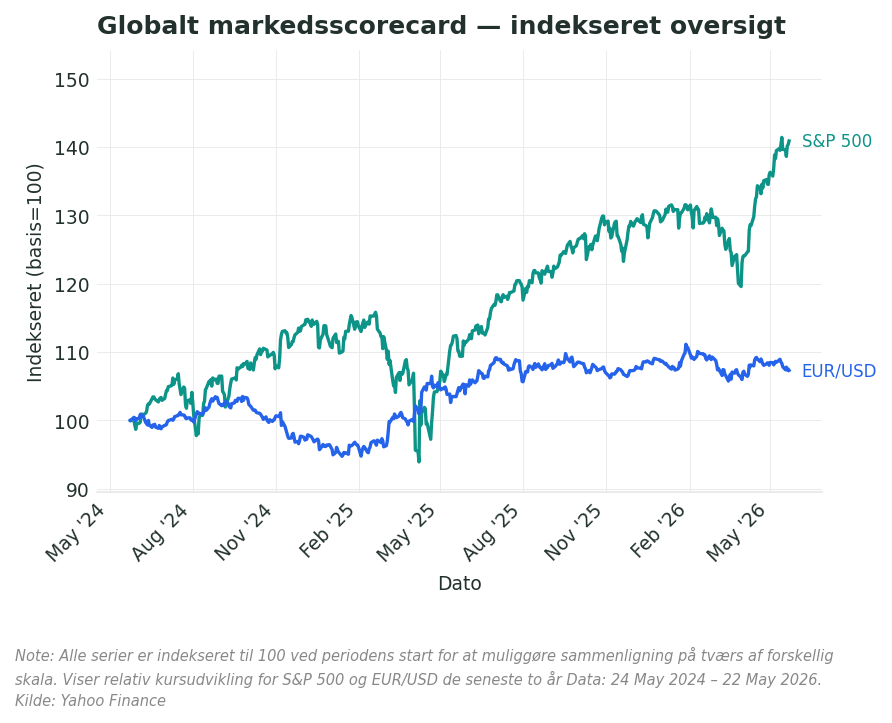 Globalt markedsscorecard — indekseret oversigt
150
140
130
120
110
100
90
Indekseret (basis=100)
S&P 500
EUR/USD
May '24
Aug '24
Nov '24
Feb '25
May '25
Aug '25
Nov '25
Feb '26
May '26
Dato
Note: Alle serier er indekseret til 100 ved periodens start for at muliggøre sammenligning på tværs af forskellig
skala. Viser relativ kursudvikling for S&P 500 og EUR/USD de seneste to år Data: 24 May 2024 – 22 May 2026.
Kilde: Yahoo Finance